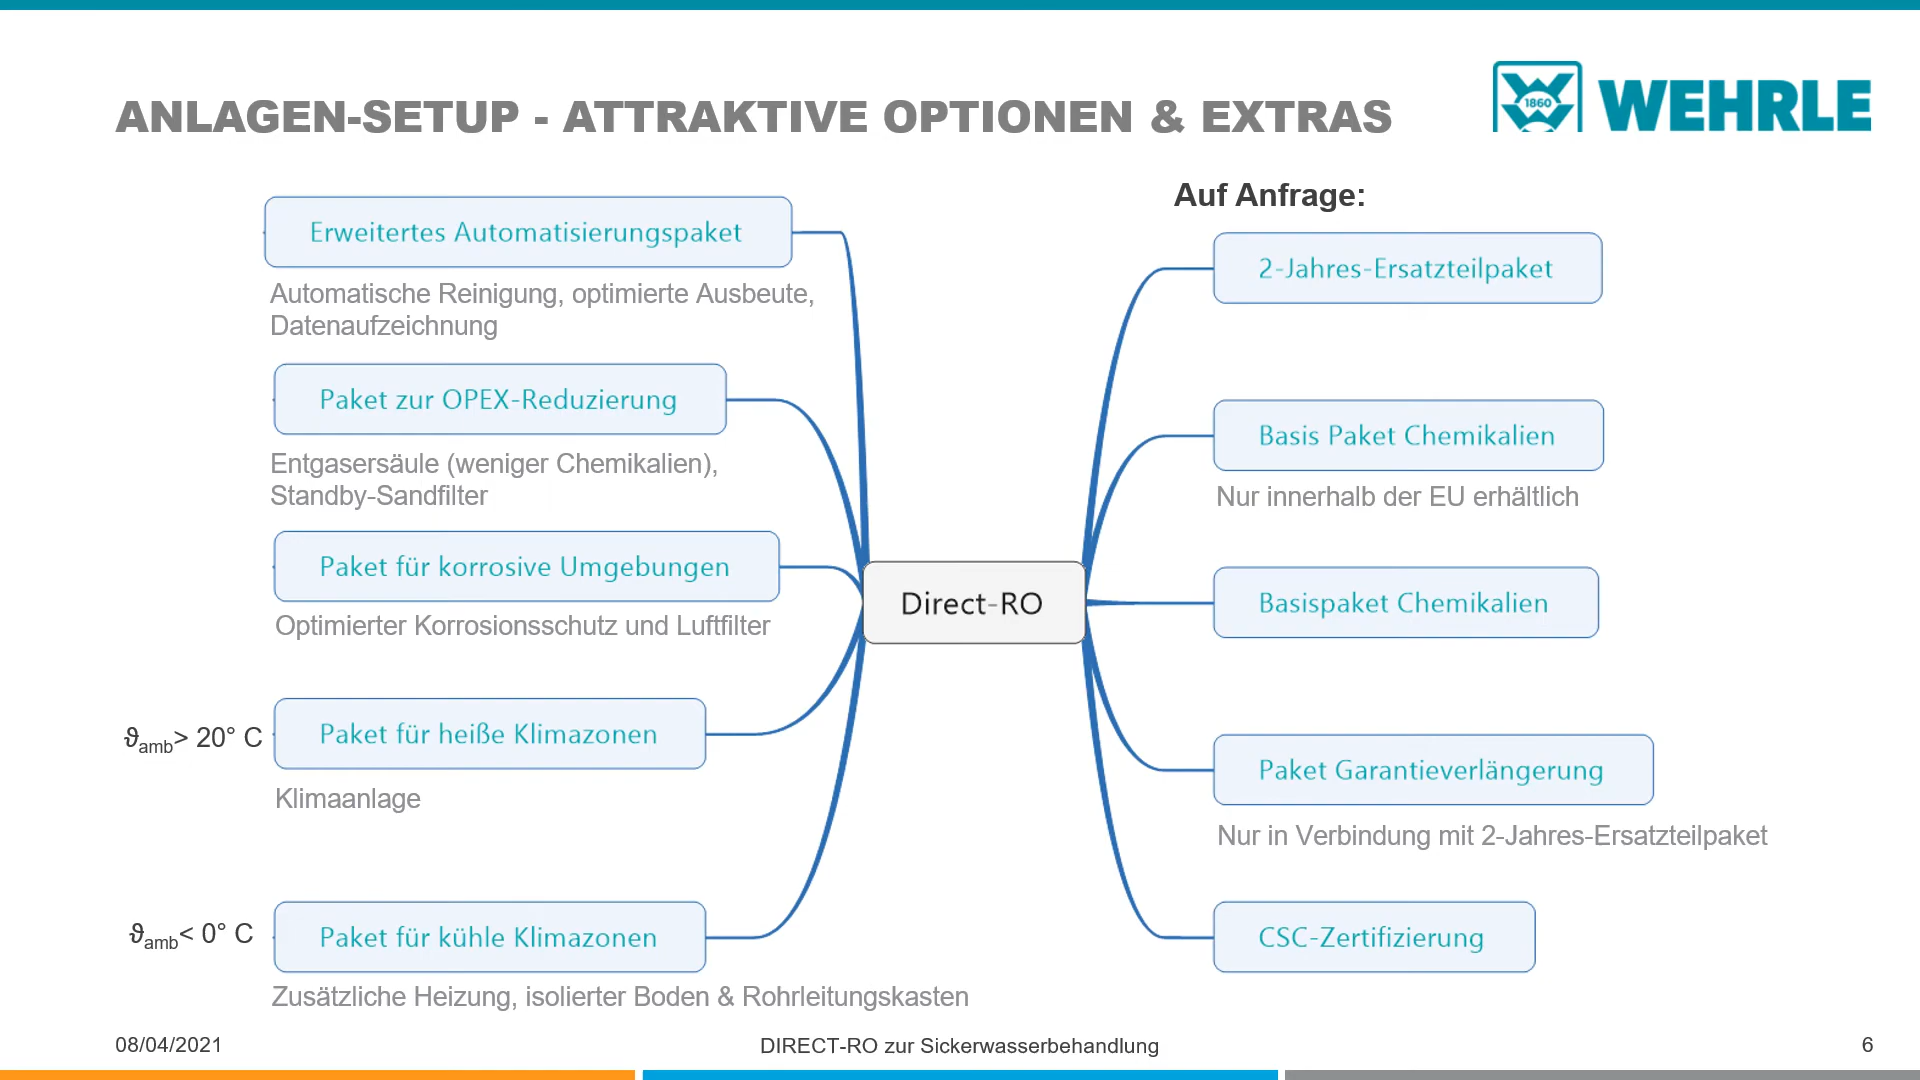 ANLAGEN-SETUP - ATTRAKTIVE OPTIONEN & EXTRAS
1860
WEHRLE
Erweitertes Automatisierungspaket
Automatische Reinigung, optimierte Ausbeute,
Datenaufzeichnung
Paket zur OPEX-Reduzierung
Entgasersäule (weniger Chemikalien),
Standby-Sandfilter
Paket für korrosive Umgebungen
Optimierter Korrosionsschutz und Luftfilter
ϑamb> 20° C
Paket für heiße Klimazonen
Klimaanlage
ϑamb< 0° C
Paket für kühle Klimazonen
Zusätzliche Heizung, isolierter Boden & Rohrleitungskasten
Direct-RO
Auf Anfrage:
2-Jahres-Ersatzteilpaket
Basis Paket Chemikalien
Nur innerhalb der EU erhältlich
Basispaket Chemikalien
Paket Garantieverlängerung
Nur in Verbindung mit 2-Jahres-Ersatzteilpaket
CSC-Zertifizierung
08/04/2021
DIRECT-RO zur Sickerwasserbehandlung
6